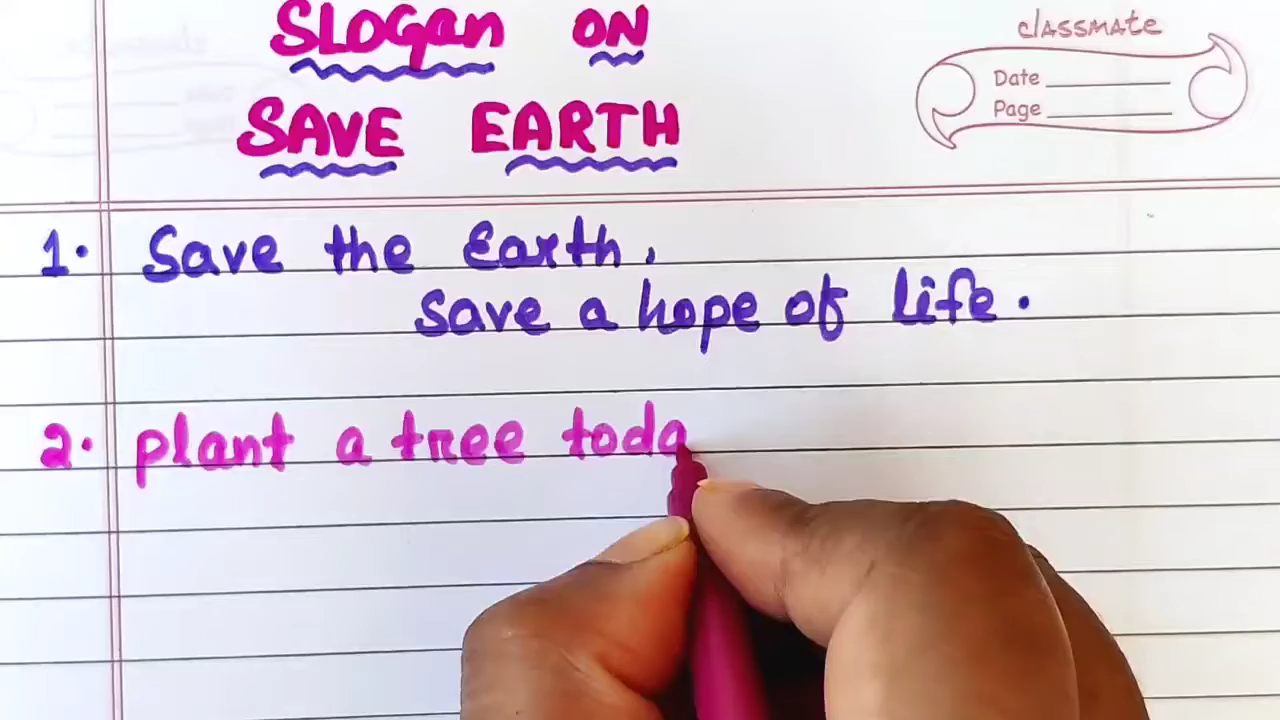 SLOGAN ON
SAVE EARTH
classmate
Date
Page
1. Save the Earth,
save a hope of life.
2. plant a tree toda